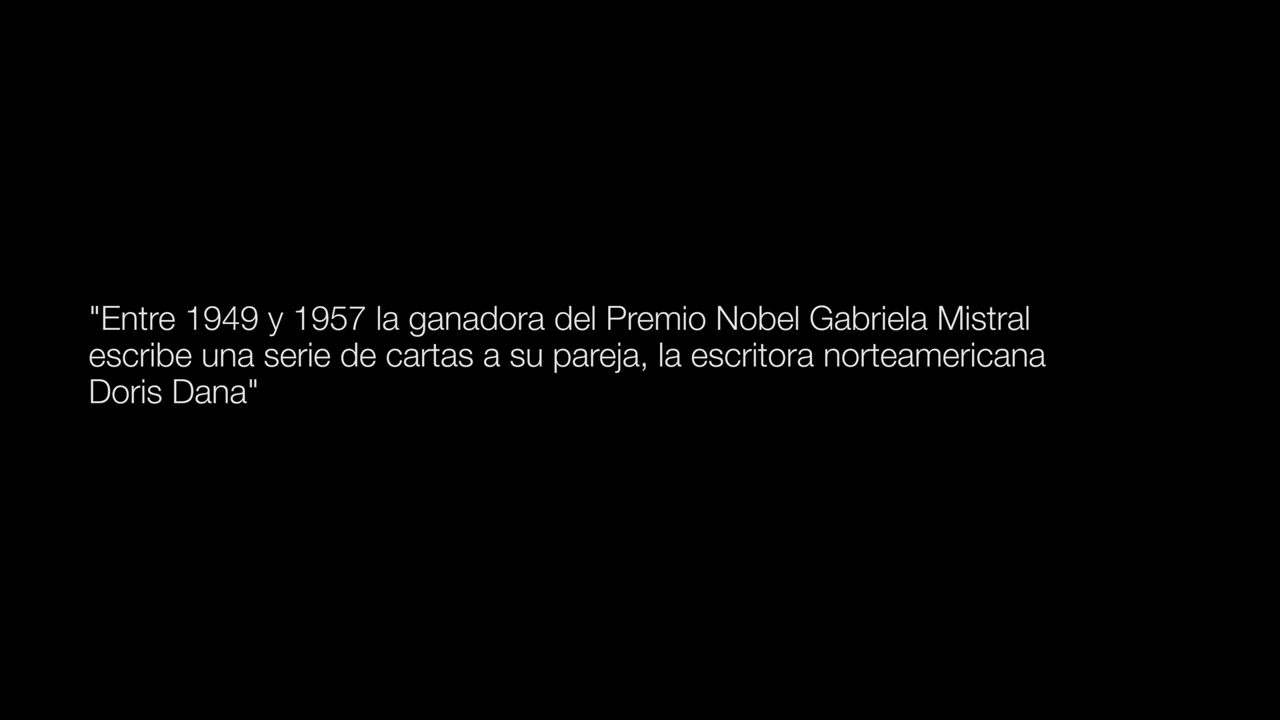 "Entre 1949 y 1957 la ganadora del Premio Nobel Gabriela Mistral
escribe una serie de cartas a su pareja, la escritora norteamericana
Doris Dana"